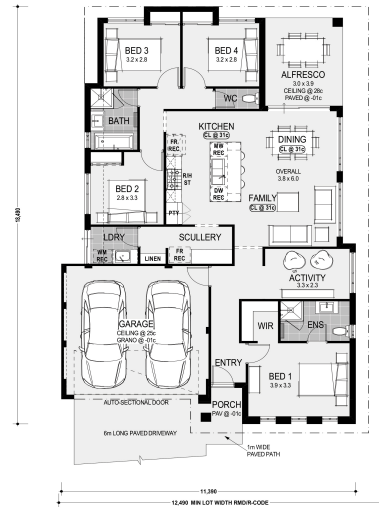 BED 3
3.2 x 2.8
BED 4
3.2 x 2.8
ALFRESCO
3.0 x 3.9
CEILING @ 28c
PAVED @ -01c
WC
BATH
KITCHEN
CL @ 31c
DINING
CL @ 31c
FR.
REC
MW
REC
R/H
ST
OVERALL
3.8 x 6.0
BED 2
2.8 x 3.3
DW
REC
FAMILY
CL @ 31c
PTY
LDRY
SCULLERY
WM
REC
LINEN
FR
REC
ACTIVITY
3.3 x 2.3
GARAGE
CEILING @ 25c
GRANO @ -01c
WIR
ENS
ENTRY
BED 1
3.9 x 3.3
AUTO-SECTIONAL DOOR
PORCH
PAV @ -01c
6m LONG PAVED DRIVEWAY
1m WIDE
PAVED PATH
18,480
11,390
12,490 MIN LOT WIDTH RMD/R-CODE